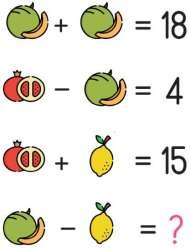 + = 18
- = 4
+ = 15
- = ?